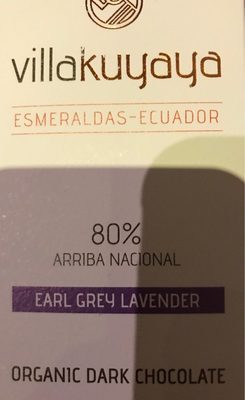 villakuyaya
ESMERALDAS-ECUADOR
80%
ARRIBA NACIONAL
EARL GREY LAVENDER
ORGANIC DARK CHOCOLATE